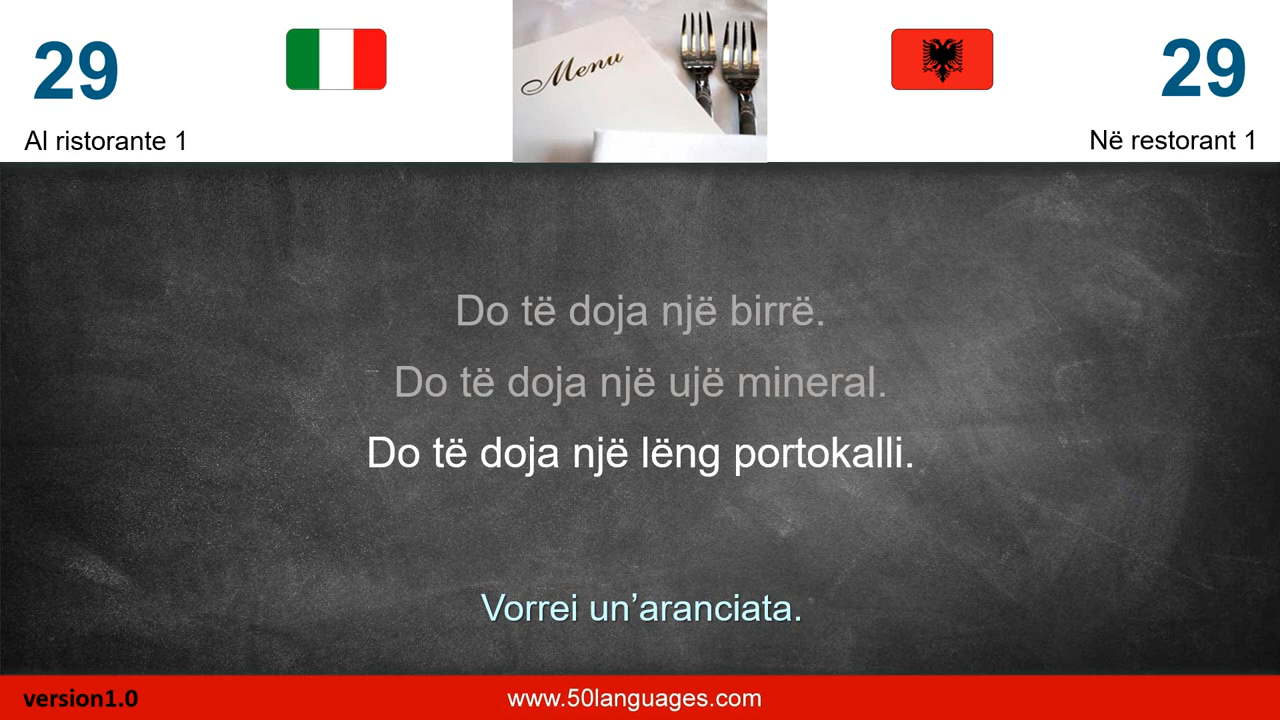 29
29
Menu
Al ristorante 1
Në restorant 1
Do të doja një birrë.
Do të doja një ujë mineral.
Do të doja një lëng portokalli.
Vorrei un’aranciata.
version1.0
www.50languages.com